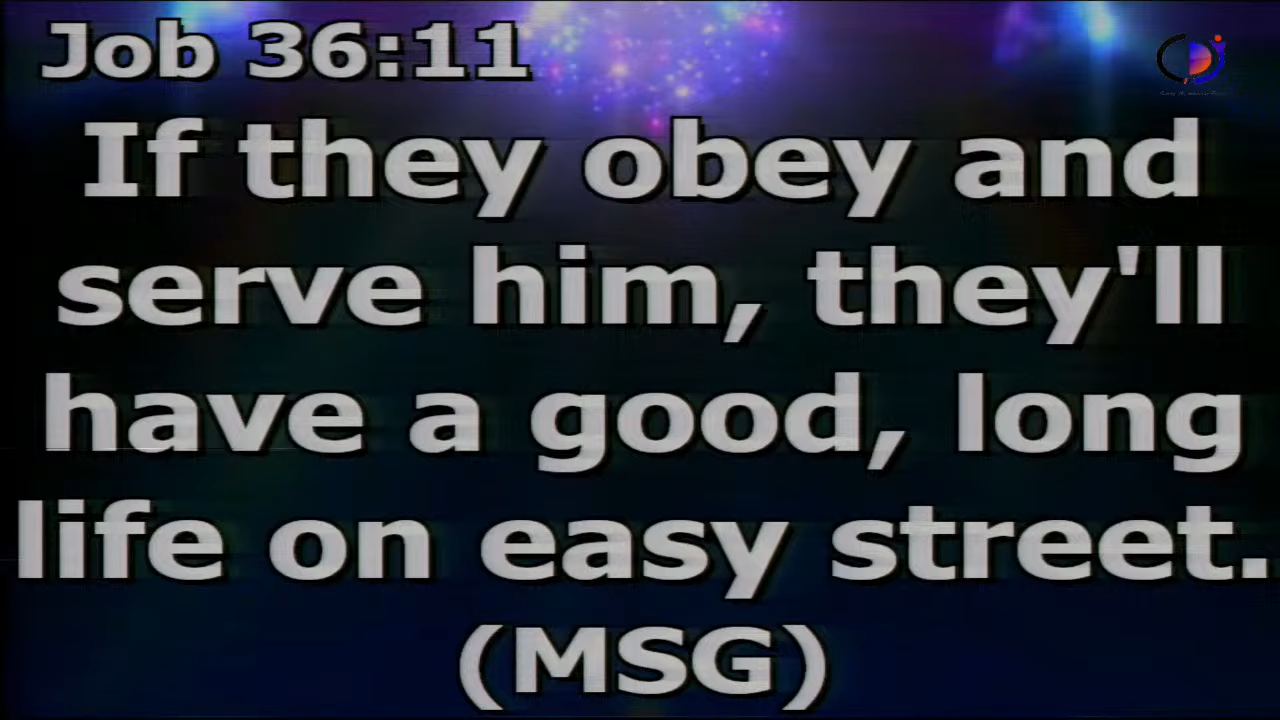 Job 36:11
If they obey and
serve him, they'll
have a good, long
life on easy street.
(MSG)